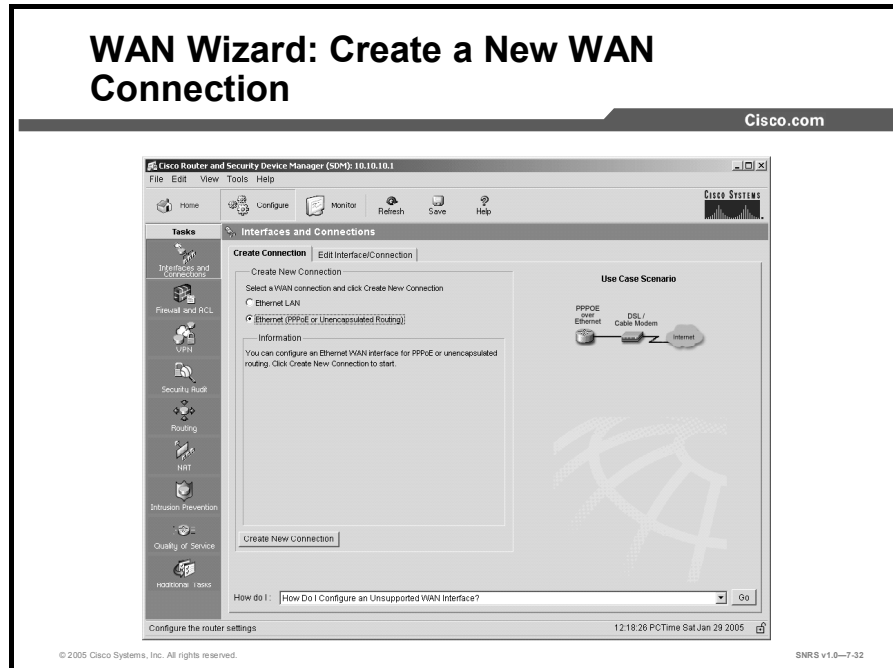 WAN Wizard: Create a New WAN
Connection
Cisco.com
Cisco Router and Security Device Manager (SDM): 10.10.10.1
File Edit View Tools Help
Home Configure Monitor Refresh Save Help
CISCO SYSTEMS
Tasks
Interfaces and Connections
Interfaces and
Connections
Firewall and ACL
VPN
Security Audit
Routing
NAT
Intrusion Prevention
Quality of Service
Additional Tasks
Create Connection Edit Interface/Connection
Create New Connection
Select a WAN connection and click Create New Connection
Ethernet LAN
Ethernet (PPPoE or Unencapsulated Routing)
Information
You can configure an Ethernet WAN interface for PPPoE or unencapsulated
routing. Click Create New Connection to start.
Create New Connection
Use Case Scenario
PPPOE
over
Ethernet
DSL /
Cable Modem
Internet
How do I: How Do I Configure an Unsupported WAN Interface? Go
Configure the router settings
12:18:26 PCTime Sat Jan 29 2005
© 2005 Cisco Systems, Inc. All rights reserved.
SNRS v1.0—7-32